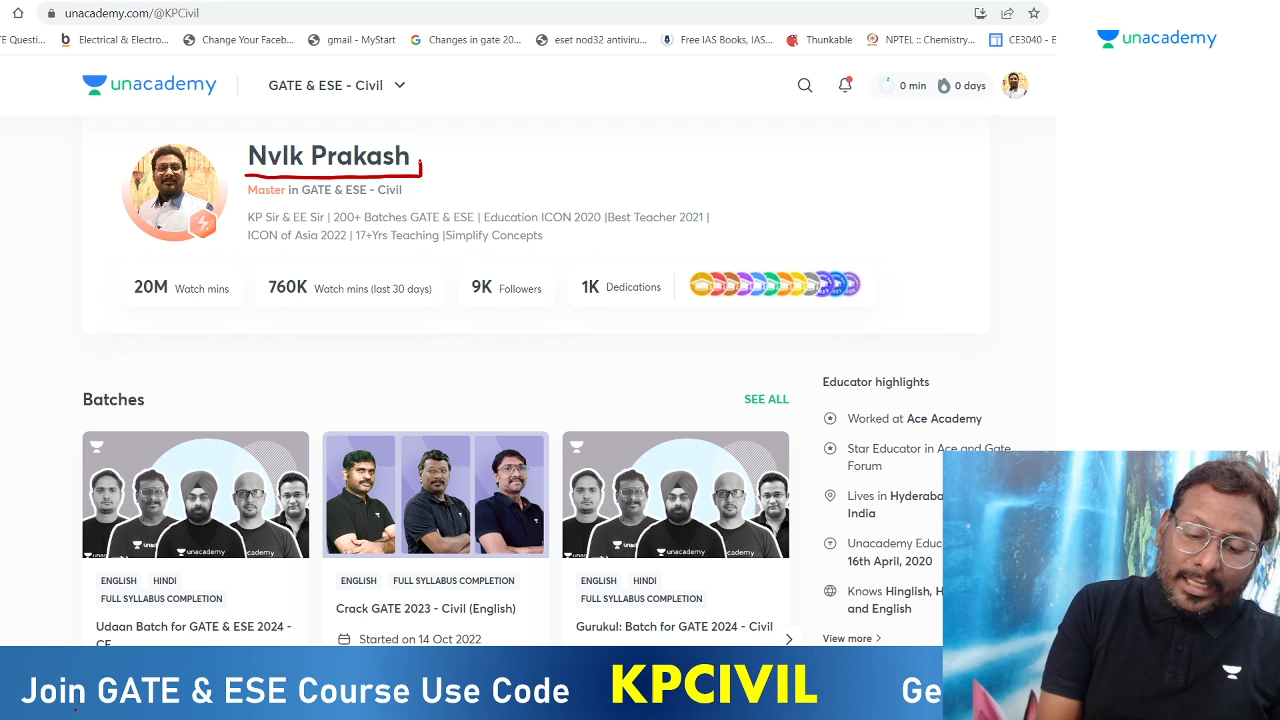 unacademy.com/@KPCivil
TE Questi...
Electrical & Electro...
Change Your Faceb...
gmail - MyStart
Changes in gate 20...
eset nod32 antiviru...
Free IAS Books, IAS...
Thunkable
NPTEL :: Chemistry...
CE3040 - E
unacademy
unacademy
GATE & ESE - Civil
0 min
0 days
Nvlk Prakash
Master in GATE & ESE - Civil
KP Sir & EE Sir | 200+ Batches GATE & ESE | Education ICON 2020 |Best Teacher 2021 |
ICON of Asia 2022 | 17+Yrs Teaching |Simplify Concepts
20M Watch mins
760K Watch mins (last 30 days)
9K Followers
1K Dedications
Batches
SEE ALL
unacademy
ENGLISH
HINDI
FULL SYLLABUS COMPLETION
Udaan Batch for GATE & ESE 2024 -
CE
ENGLISH
FULL SYLLABUS COMPLETION
Crack GATE 2023 - Civil (English)
Started on 14 Oct 2022
unacademy
ENGLISH
HINDI
FULL SYLLABUS COMPLETION
Gurukul: Batch for GATE 2024 - Civil
Educator highlights
Worked at Ace Academy
Star Educator in Ace and Gate
Forum
Lives in Hyderaba
India
Unacademy Educ
16th April, 2020
Knows Hinglish, H
and English
View more
Join GATE & ESE Course Use Code KPCIVIL Ge